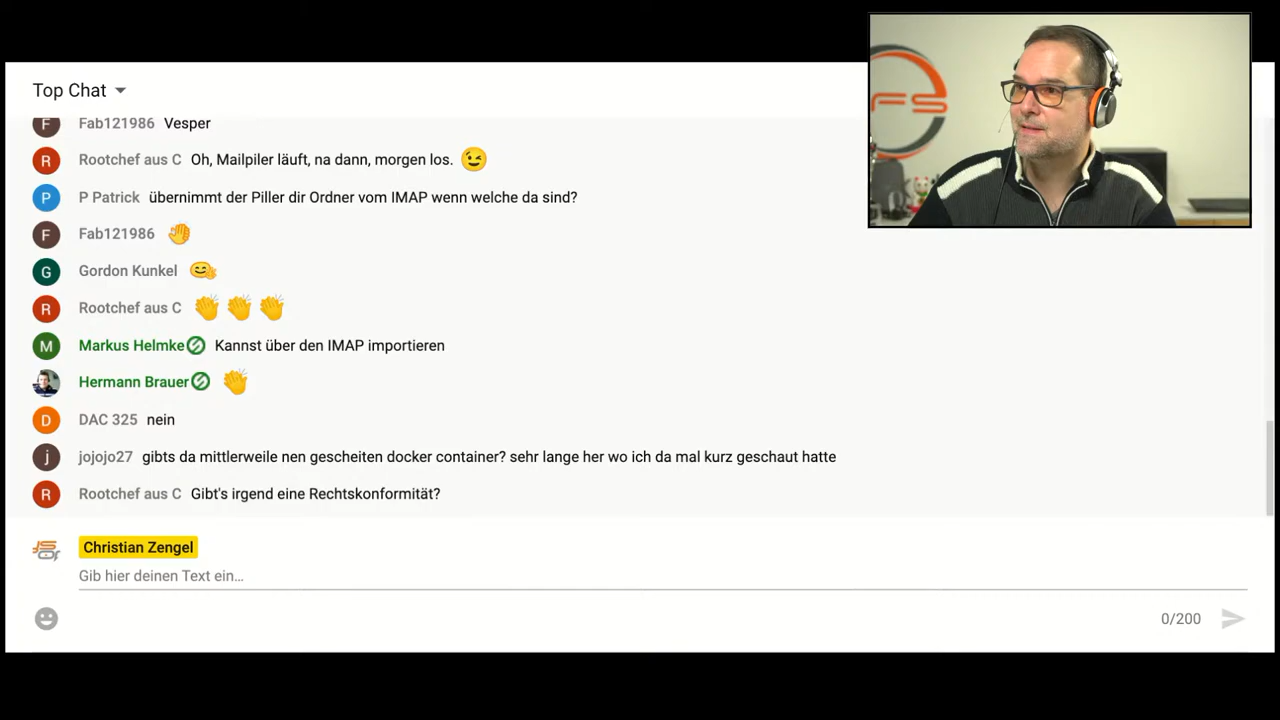 Top Chat
Fab121986 Vesper
Rootchef aus C Oh, Mailpiler läuft, na dann, morgen los.
P P Patrick übernimmt der Piller dir Ordner vom IMAP wenn welche da sind?
F Fab121986
G Gordon Kunkel
R Rootchef aus C
M Markus Helmke Kannst über den IMAP importieren
Hermann Brauer
D DAC 325 nein
j jojojo27 gibts da mittlerweile nen gescheiten docker container? sehr lange her wo ich da mal kurz geschaut hatte
R Rootchef aus C Gibt's irgend eine Rechtskonformität?
Christian Zengel
Gib hier deinen Text ein…
0/200
FS